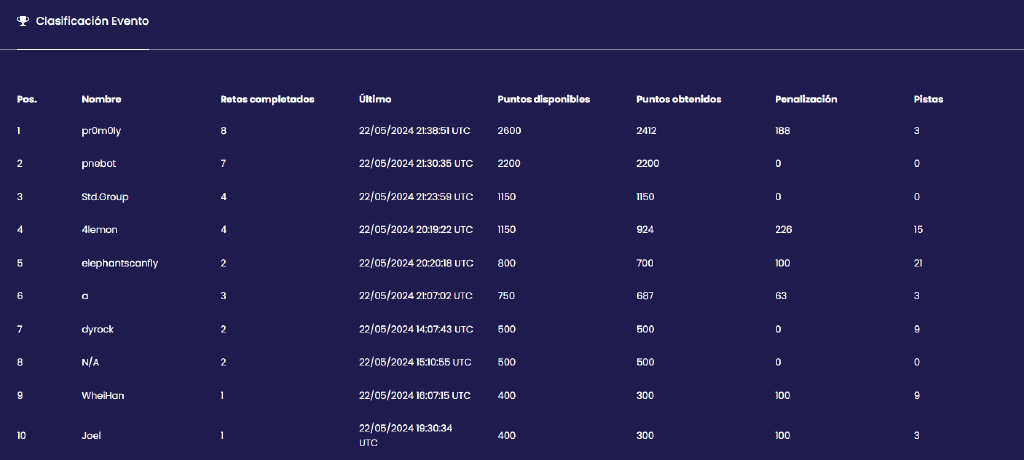 Clasificación Evento
Pos. Nombre Retos completados Último Puntos disponibles Puntos obtenidos Penalización Pistas
1 pr0m0ly 8 22/05/2024 21:38:51 UTC 2600 2412 188 3
2 pnebot 7 22/05/2024 21:30:35 UTC 2200 2200 0 0
3 Std.Group 4 22/05/2024 21:23:59 UTC 1150 1150 0 0
4 4lemon 4 22/05/2024 20:19:22 UTC 1150 924 226 15
5 elephantscanfly 2 22/05/2024 20:20:18 UTC 800 700 100 21
6 a 3 22/05/2024 21:07:02 UTC 750 687 63 3
7 dyrock 2 22/05/2024 14:07:43 UTC 500 500 0 9
8 N/A 2 22/05/2024 15:10:55 UTC 500 500 0 0
9 WheiHan 1 22/05/2024 16:07:15 UTC 400 300 100 9
10 Joel 1 22/05/2024 19:30:34 UTC 400 300 100 3